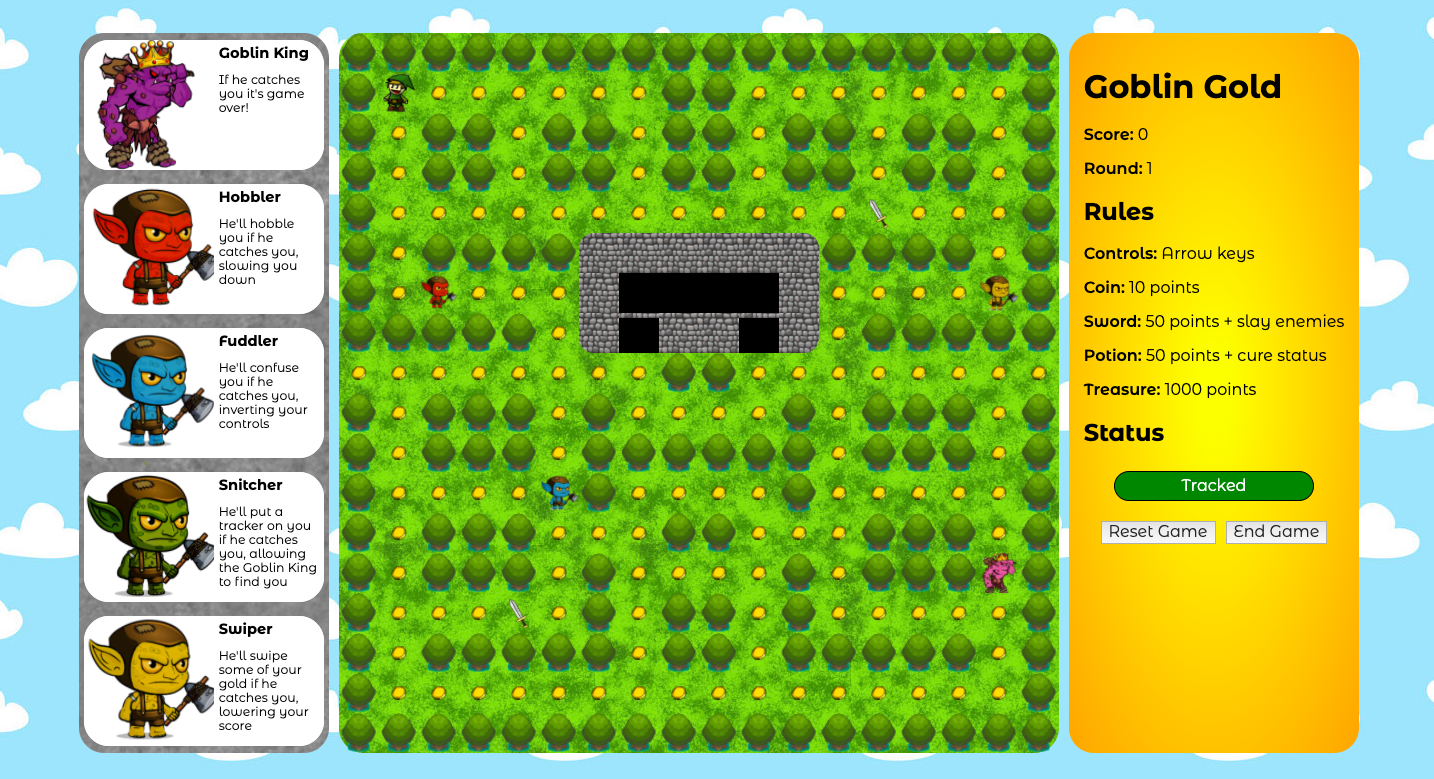 Goblin King
If he catches
you it's game
over!
Hobbler
He'll hobble
you if he
catches you,
slowing you
down
Fuddler
He'll confuse
you if he
catches you,
inverting your
controls
Snitcher
He'll put a
tracker on you
if he catches
you, allowing
the Goblin King
to find you
Swiper
He'll swipe
some of your
gold if he
catches you,
lowering your
score
Goblin Gold
Score: 0
Round: 1
Rules
Controls: Arrow keys
Coin: 10 points
Sword: 50 points + slay enemies
Potion: 50 points + cure status
Treasure: 1000 points
Status
Tracked
Reset Game End Game